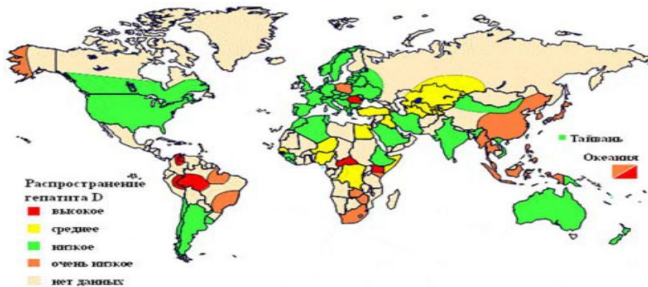 Тайвань
Океания
Распространение
гепатита D
высокое
среднее
низкое
очень низкое
нет данных